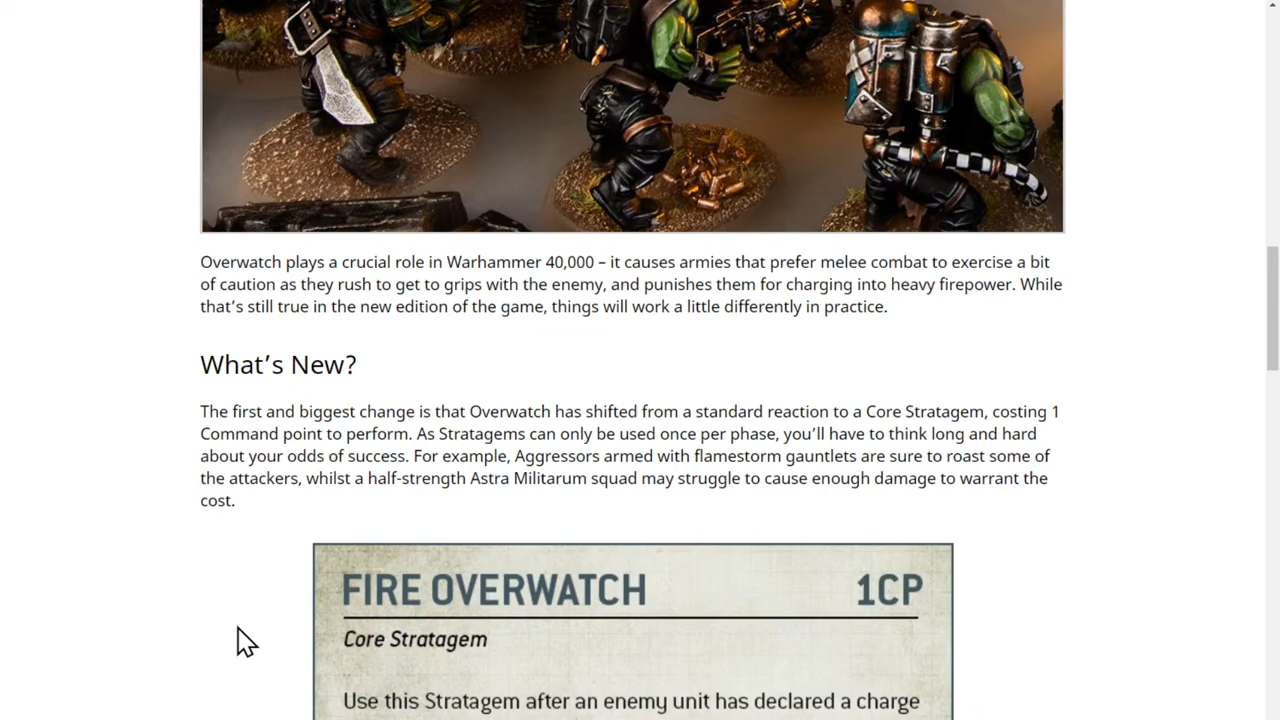 Overwatch plays a crucial role in Warhammer 40,000 – it causes armies that prefer melee combat to exercise a bit
of caution as they rush to get to grips with the enemy, and punishes them for charging into heavy firepower. While
that’s still true in the new edition of the game, things will work a little differently in practice.
What’s New?
The first and biggest change is that Overwatch has shifted from a standard reaction to a Core Stratagem, costing 1
Command point to perform. As Stratagems can only be used once per phase, you’ll have to think long and hard
about your odds of success. For example, Aggressors armed with flamestorm gauntlets are sure to roast some of
the attackers, whilst a half-strength Astra Militarum squad may struggle to cause enough damage to warrant the
cost.
FIRE OVERWATCH 1CP
Core Stratagem
Use this Stratagem after an enemy unit has declared a charge